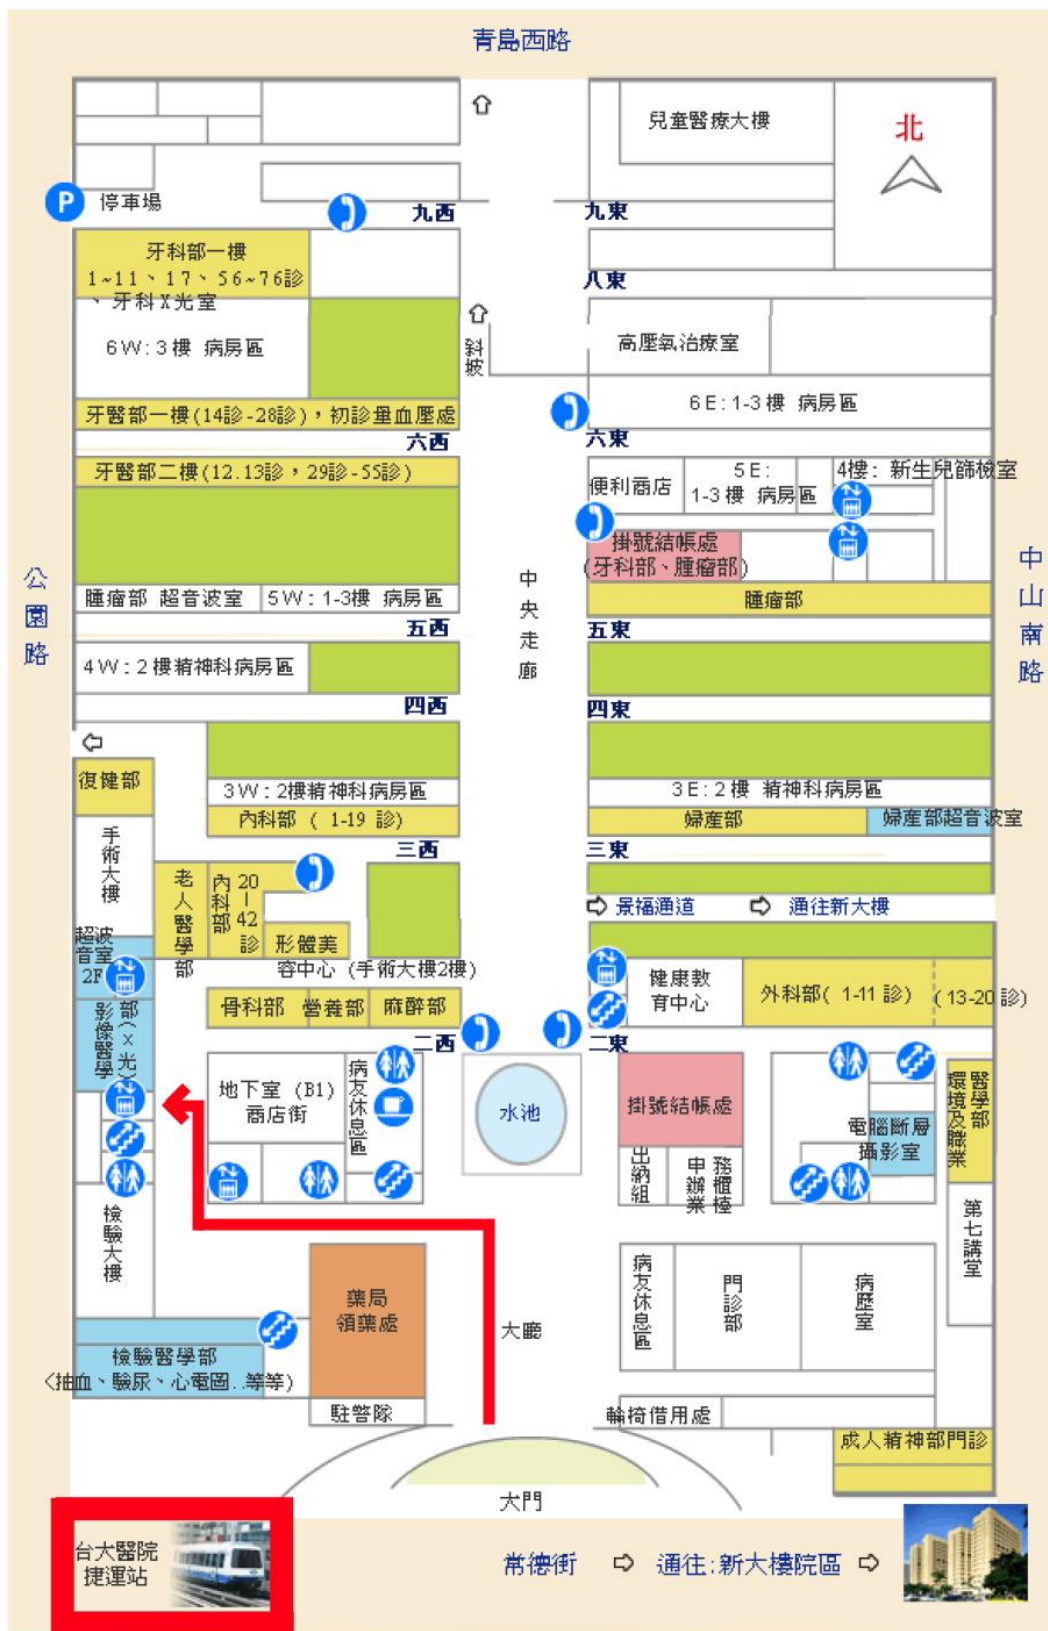 青島西路
兒童醫療大樓
北
P
停車場
九西
九東
牙科部一樓
1~11、17、56~76診
、牙科X光室
八東
6W:3樓 病房區
斜坡
高壓氧治療室
6E:1-3樓 病房區
牙醫部一樓(14診-28診),初診量血壓處
六西
六東
牙醫部二樓(12.13診,29診-55診)
便利商店
5E:
1-3樓 病房區
4樓: 新生兒篩檢室
掛號結帳處
(牙科部、腫瘤部)
公園路
中央走廊
中山南路
腫瘤部 超音波室
5W:1-3樓 病房區
腫瘤部
五西
五東
4W:2樓精神科病房區
四西
四東
復健部
3W:2樓精神科病房區
3E:2樓 精神科病房區
內科部 ( 1-19 診)
婦產部
婦產部超音波室
手術大樓
三西
三東
老人醫學部
內科部
20-42診
景福通道
通往新大樓
形體美
容中心 (手術大樓2樓)
超音波室
2F
健康教
育中心
外科部( 1-11 診)
(13-20診)
骨科部
營養部
麻醉部
影像醫學部(X光)
二西
二東
地下室 (B1)
商店街
病友休息區
水池
掛號結帳處
電腦斷層
攝影室
環境及職業醫學部
出納組
申辦業務櫃檯
檢驗大樓
第七講堂
藥局
領藥處
大廳
病友休息區
門診部
病歷室
檢驗醫學部
〈抽血、驗尿、心電圖..等等)
駐警隊
輪椅借用處
成人精神部門診
大門
台大醫院
捷運站
常德街
通往:新大樓院區